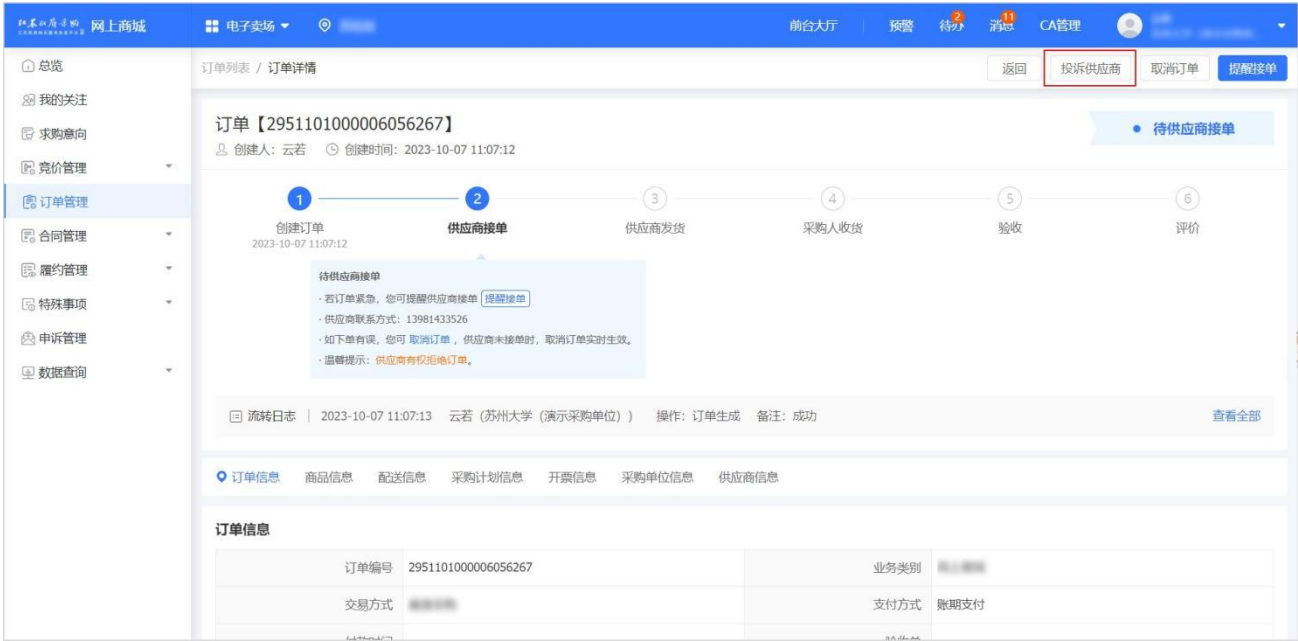 网上商城 电子卖场 前台大厅 预警 待办 2 消息 11 CA管理
总览
我的关注
求购意向
竞价管理
订单管理
合同管理
履约管理
特殊事项
申诉管理
数据查询
订单列表 / 订单详情 返回 投诉供应商 取消订单 提醒接单
订单【2951101000006056267】 待供应商接单
创建人：云若 创建时间：2023-10-07 11:07:12
1 2 3 4 5 6
创建订单 供应商接单 供应商发货 采购人收货 验收 评价
2023-10-07 11:07:12
待供应商接单
·若订单紧急，您可提醒供应商接单 提醒接单
·供应商联系方式：13981433526
·如下单有误，您可 取消订单 ，供应商未接单时，取消订单实时生效。
·温馨提示：供应商有权拒绝订单。
流转日志 2023-10-07 11:07:13 云若（苏州大学（演示采购单位）） 操作：订单生成 备注：成功 查看全部
订单信息 商品信息 配送信息 采购计划信息 开票信息 采购单位信息 供应商信息
订单信息
订单编号 2951101000006056267 业务类别
交易方式 支付方式 账期支付